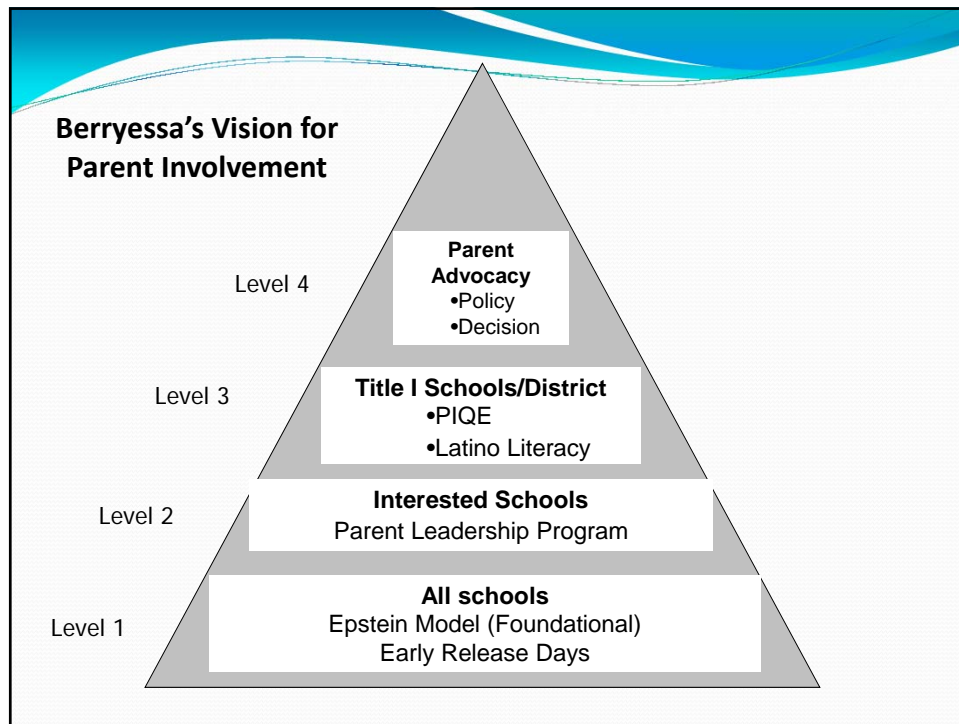 Berryessa’s Vision for
Parent Involvement
Level 4
Parent
Advocacy
•Policy
•Decision
Level 3
Title I Schools/District
•PIQE
•Latino Literacy
Level 2
Interested Schools
Parent Leadership Program
Level 1
All schools
Epstein Model (Foundational)
Early Release Days